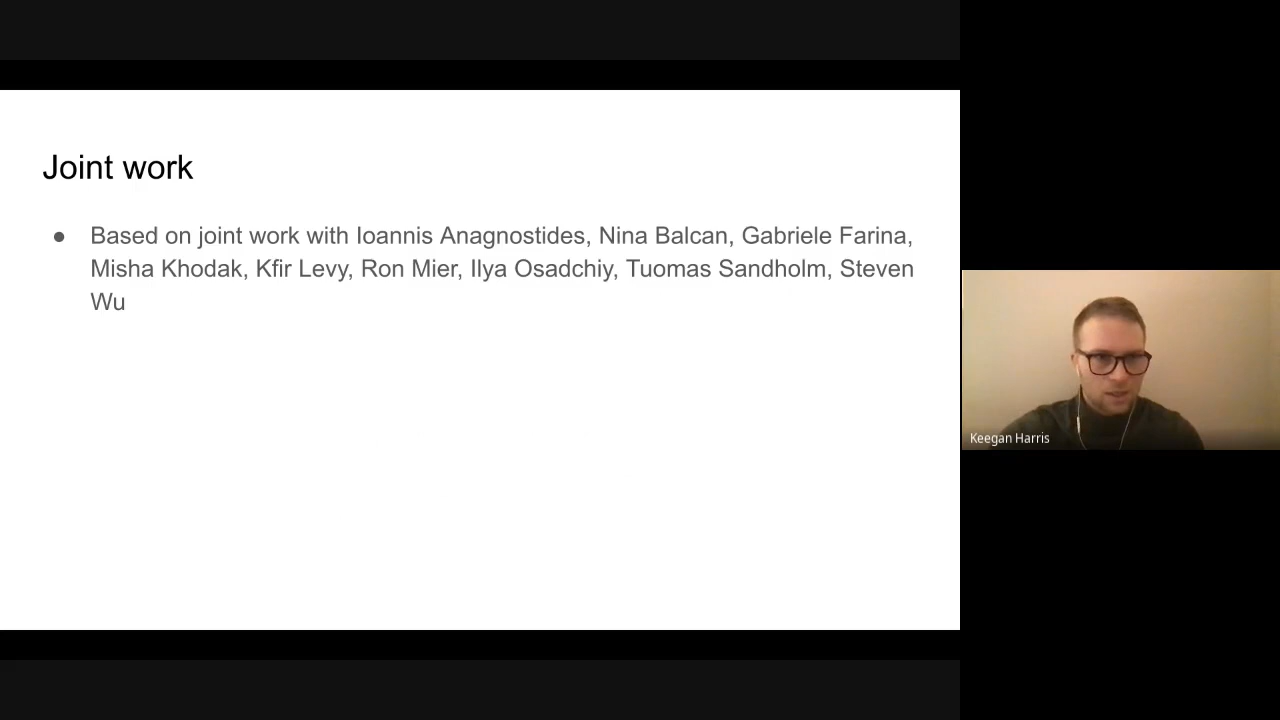 Joint work
● Based on joint work with Ioannis Anagnostides, Nina Balcan, Gabriele Farina,
Misha Khodak, Kfir Levy, Ron Mier, Ilya Osadchiy, Tuomas Sandholm, Steven
Wu
Keegan Harris